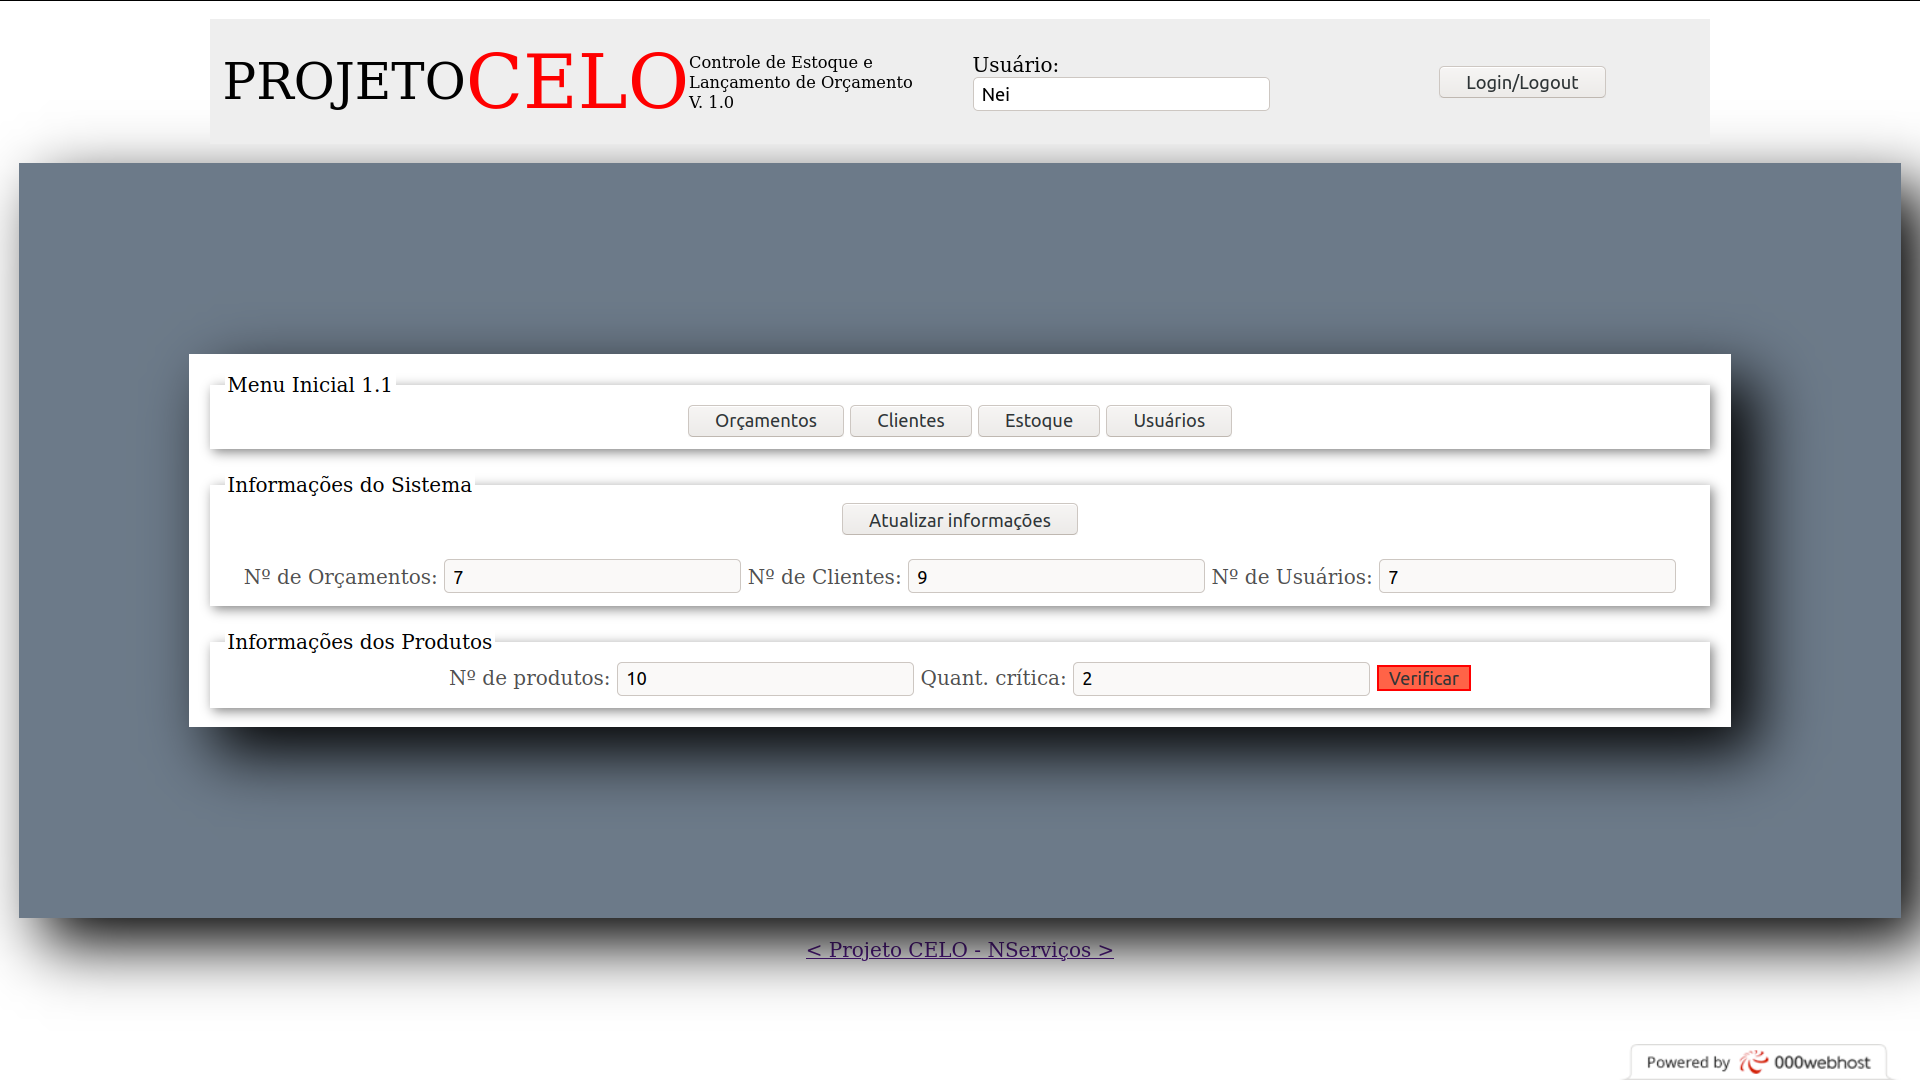 PROJETOCELO
Controle de Estoque e
Lançamento de Orçamento
V. 1.0
Usuário:
Nei
Login/Logout
Menu Inicial 1.1
Orçamentos Clientes Estoque Usuários
Informações do Sistema
Atualizar informações
Nº de Orçamentos: 7 Nº de Clientes: 9 Nº de Usuários: 7
Informações dos Produtos
Nº de produtos: 10 Quant. crítica: 2 Verificar
< Projeto CELO - NServiços >
Powered by 000webhost